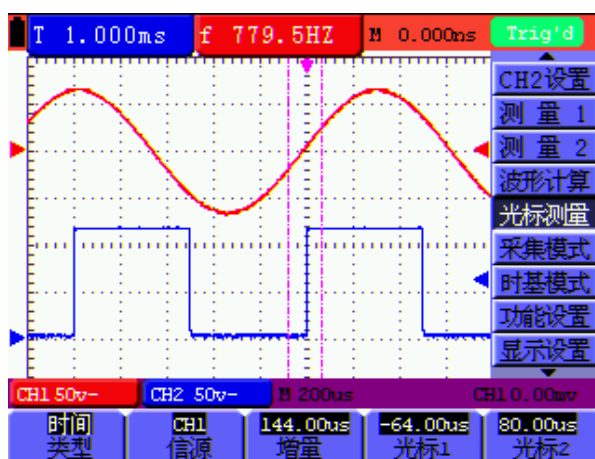 T 1.000ms f 779.5HZ M 0.000ns Trig'd
CH2设置
测 量 1
测 量 2
波形计算
光标测量
采集模式
时基模式
功能设置
显示设置
CH1 50v- CH2 50v- M 200us CH1 0.00mv
时间 CH1 144.00us -64.00us 80.00us
类型 信源 增量 光标1 光标2